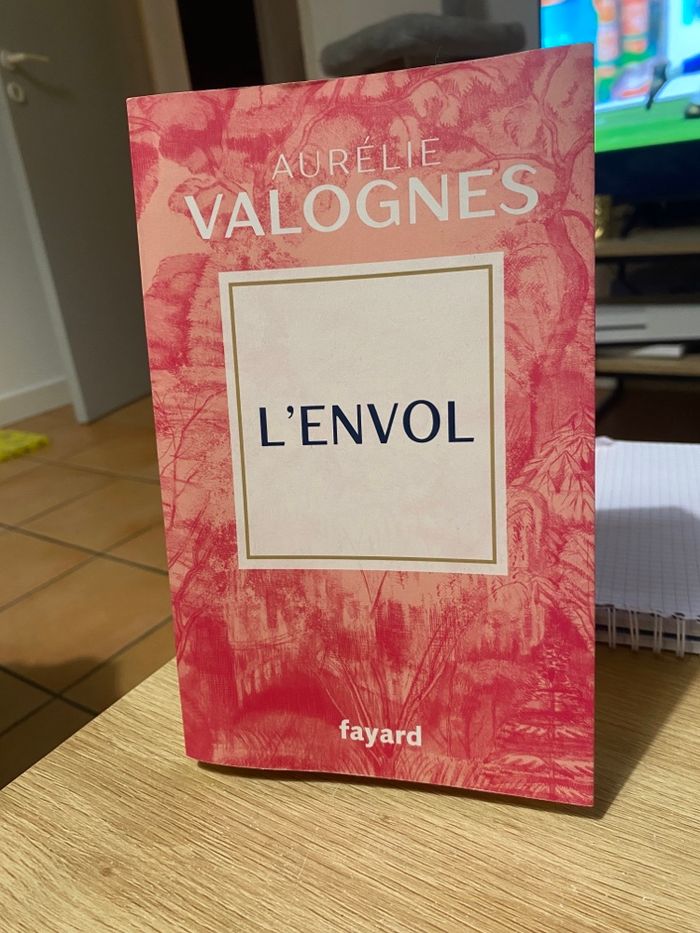 AURÉLIE
VALOGNES
L'ENVOL
fayard